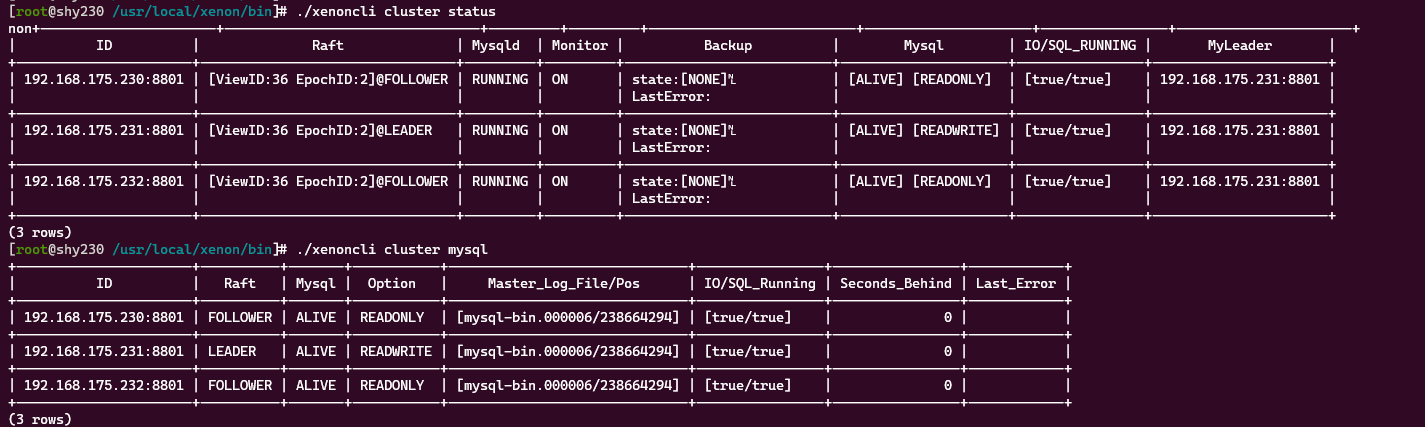 [root@shy230 /usr/local/xenon/bin]# ./xenoncli cluster status
non+
| ID | Raft | Mysqld | Monitor | Backup | Mysql | IO/SQL_RUNNING | MyLeader |
| 192.168.175.230:8801 | [ViewID:36 EpochID:2]@FOLLOWER | RUNNING | ON | state:[NONE] | [ALIVE] [READONLY] | [true/true] | 192.168.175.231:8801 |
| | | | | LastError: | | | |
| 192.168.175.231:8801 | [ViewID:36 EpochID:2]@LEADER | RUNNING | ON | state:[NONE] | [ALIVE] [READWRITE] | [true/true] | 192.168.175.231:8801 |
| | | | | LastError: | | | |
| 192.168.175.232:8801 | [ViewID:36 EpochID:2]@FOLLOWER | RUNNING | ON | state:[NONE] | [ALIVE] [READONLY] | [true/true] | 192.168.175.231:8801 |
| | | | | LastError: | | | |
(3 rows)
[root@shy230 /usr/local/xenon/bin]# ./xenoncli cluster mysql
| ID | Raft | Mysql | Option | Master_Log_File/Pos | IO/SQL_Running | Seconds_Behind | Last_Error |
| 192.168.175.230:8801 | FOLLOWER | ALIVE | READONLY | [mysql-bin.000006/238664294] | [true/true] | 0 | |
| 192.168.175.231:8801 | LEADER | ALIVE | READWRITE | [mysql-bin.000006/238664294] | [true/true] | 0 | |
| 192.168.175.232:8801 | FOLLOWER | ALIVE | READONLY | [mysql-bin.000006/238664294] | [true/true] | 0 | |
(3 rows)